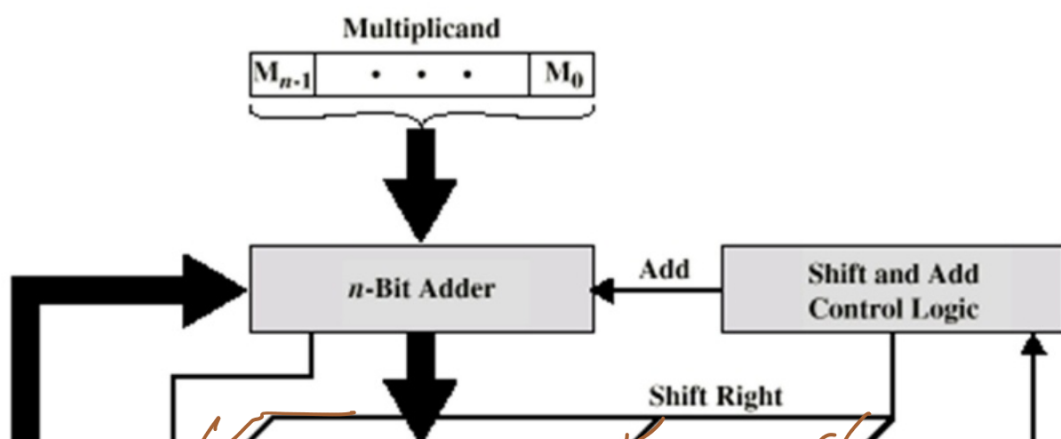 Multiplicand
Mn-1 • • • M0
n-Bit Adder
Add
Shift and Add
Control Logic
Shift Right